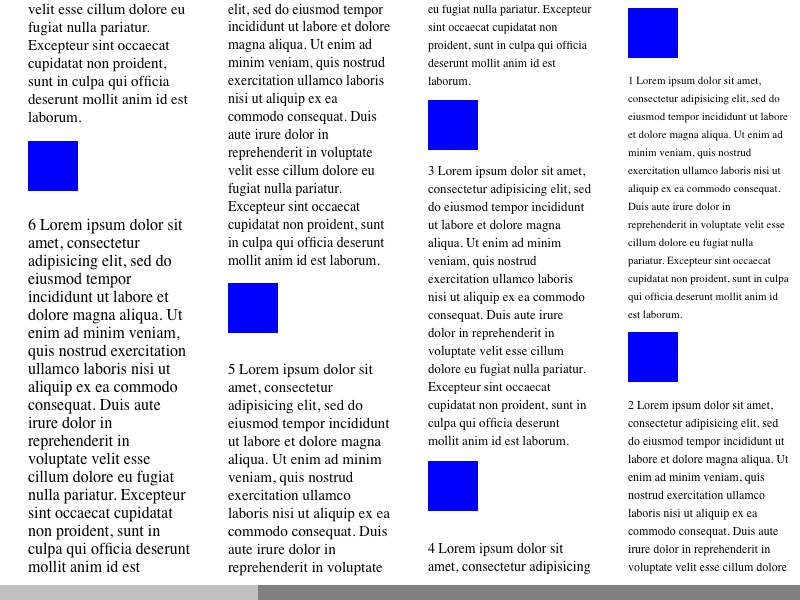 1 Lorem ipsum dolor sit amet,
consectetur adipisicing elit, sed do
eiusmod tempor incididunt ut labore
et dolore magna aliqua. Ut enim ad
minim veniam, quis nostrud
exercitation ullamco laboris nisi ut
aliquip ex ea commodo consequat.
Duis aute irure dolor in
reprehenderit in voluptate velit esse
cillum dolore eu fugiat nulla
pariatur. Excepteur sint occaecat
cupidatat non proident, sunt in culpa
qui officia deserunt mollit anim id
est laborum.
2 Lorem ipsum dolor sit amet,
consectetur adipisicing elit, sed
do eiusmod tempor incididunt ut
labore et dolore magna aliqua. Ut
enim ad minim veniam, quis
nostrud exercitation ullamco
laboris nisi ut aliquip ex ea
commodo consequat. Duis aute
irure dolor in reprehenderit in
voluptate velit esse cillum dolore
eu fugiat nulla pariatur. Excepteur
sint occaecat cupidatat non
proident, sunt in culpa qui officia
deserunt mollit anim id est
laborum.
3 Lorem ipsum dolor sit amet,
consectetur adipisicing elit, sed
do eiusmod tempor incididunt
ut labore et dolore magna
aliqua. Ut enim ad minim
veniam, quis nostrud
exercitation ullamco laboris
nisi ut aliquip ex ea commodo
consequat. Duis aute irure
dolor in reprehenderit in
voluptate velit esse cillum
dolore eu fugiat nulla pariatur.
Excepteur sint occaecat
cupidatat non proident, sunt in
culpa qui officia deserunt
mollit anim id est laborum.
4 Lorem ipsum dolor sit
amet, consectetur adipisicing
elit, sed do eiusmod tempor
incididunt ut labore et dolore
magna aliqua. Ut enim ad
minim veniam, quis nostrud
exercitation ullamco laboris
nisi ut aliquip ex ea
commodo consequat. Duis
aute irure dolor in
reprehenderit in voluptate
velit esse cillum dolore eu
fugiat nulla pariatur.
Excepteur sint occaecat
cupidatat non proident, sunt
in culpa qui officia deserunt
mollit anim id est laborum.
5 Lorem ipsum dolor sit
amet, consectetur
adipisicing elit, sed do
eiusmod tempor incididunt
ut labore et dolore magna
aliqua. Ut enim ad minim
veniam, quis nostrud
exercitation ullamco
laboris nisi ut aliquip ex ea
commodo consequat. Duis
aute irure dolor in
reprehenderit in voluptate
velit esse cillum dolore eu
fugiat nulla pariatur.
Excepteur sint occaecat
cupidatat non proident,
sunt in culpa qui officia
deserunt mollit anim id est
laborum.
6 Lorem ipsum dolor sit
amet, consectetur
adipisicing elit, sed do
eiusmod tempor
incididunt ut labore et
dolore magna aliqua. Ut
enim ad minim veniam,
quis nostrud exercitation
ullamco laboris nisi ut
aliquip ex ea commodo
consequat. Duis aute
irure dolor in
reprehenderit in
voluptate velit esse
cillum dolore eu fugiat
nulla pariatur. Excepteur
sint occaecat cupidatat
non proident, sunt in
culpa qui officia deserunt
mollit anim id est